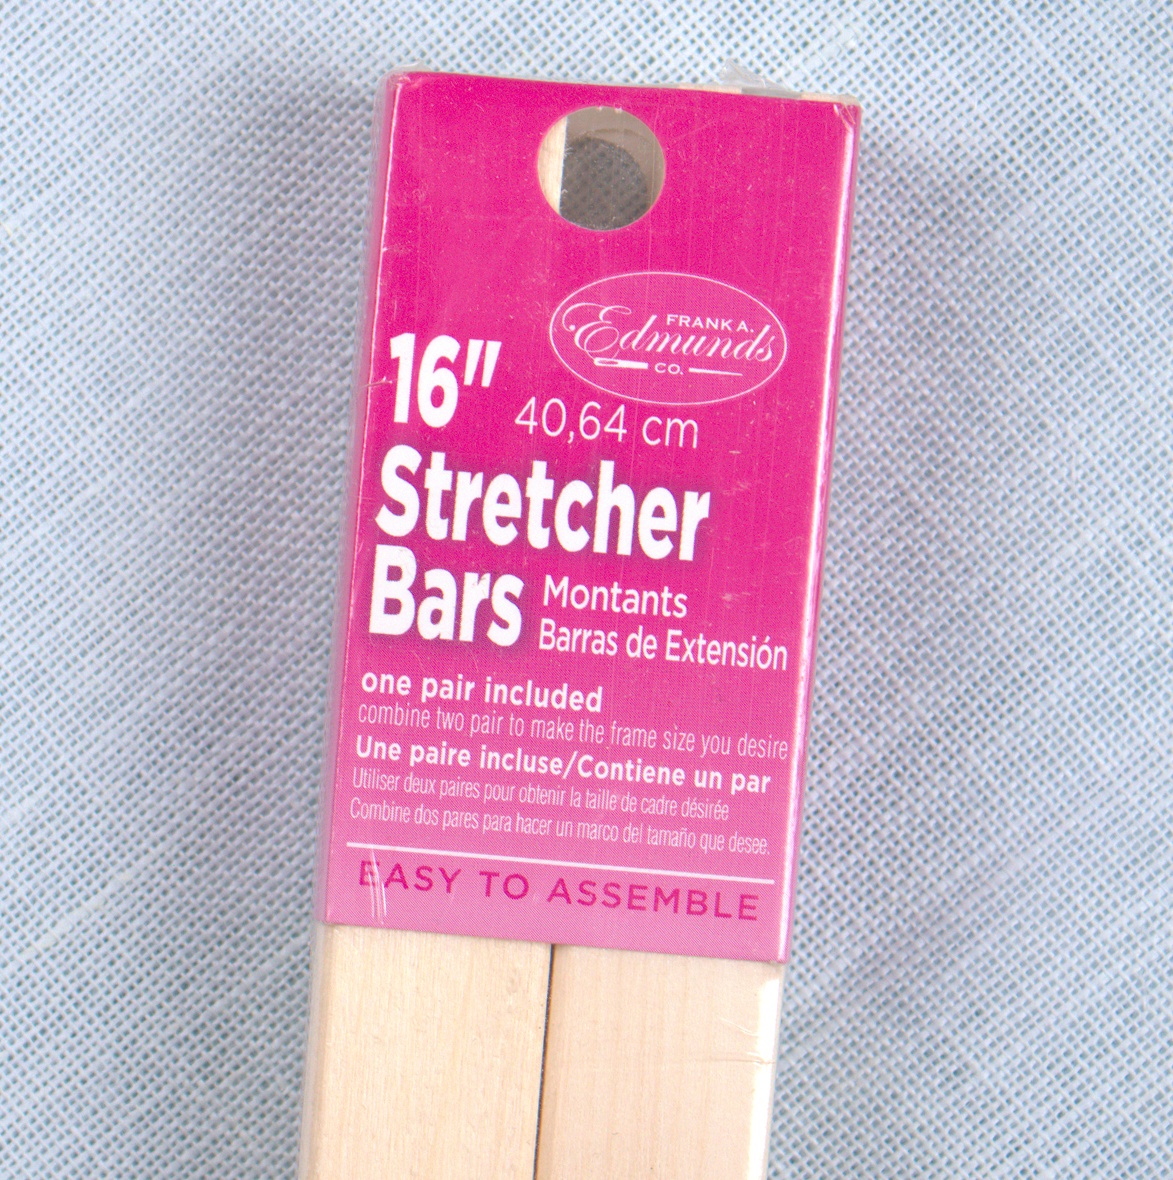 FRANK A.
Edmunds
CO.
16"
40,64 cm
Stretcher
Bars
Montants
Barras de Extensión
one pair included
combine two pair to make the frame size you desire
Une paire incluse/Contiene un par
Utiliser deux paires pour obtenir la taille de cadre désirée
Combine dos pares para hacer un marco del tamaño que desee.
EASY TO ASSEMBLE